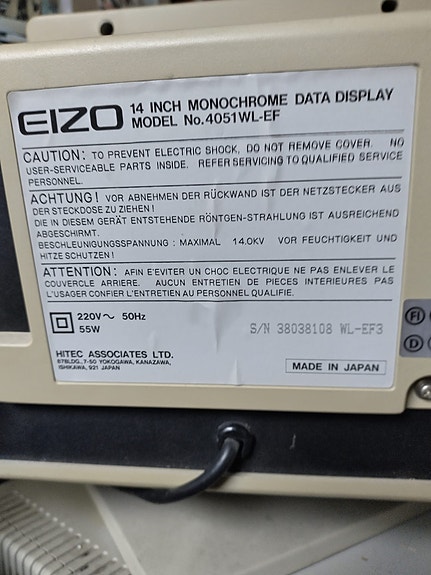 EIZO 14 INCH MONOCHROME DATA DISPLAY
MODEL No.4051WL-EF
CAUTION: TO PREVENT ELECTRIC SHOCK, DO NOT REMOVE COVER. NO
USER-SERVICEABLE PARTS INSIDE. REFER SERVICING TO QUALIFIED SERVICE
PERSONNEL.
ACHTUNG! VOR ABNEHMEN DER RÜCKWAND IST DER NETZSTECKER AUS
DER STECKDOSE ZU ZIEHEN!
DIE IN DIESEM GERÄT ENTSTEHENDE RÖNTGEN-STRAHLUNG IST AUSREICHEND
ABGESCHIRMT.
BESCHLEUNIGUNGSSPANNUNG : MAXIMAL 14.0KV VOR FEUCHTIGKEIT UND
HITZE SCHÜTZEN!
ATTENTION: AFIN E'EVITER UN CHOC ELECTRIQUE NE PAS ENLEVER LE
COUVERCLE ARRIERE. AUCUN ENTRETIEN DE PIECES INTERIEURES PAS
L'USAGER CONFIER L'ENTRETIEN AU PERSONNEL QUALIFIE.
220V~ 50Hz
55W
S/N 38038108 WL-EF3
HITEC ASSOCIATES LTD.
87BLDG., 7-50 YOKOGAWA, KANAZAWA,
ISHIKAWA, 921 JAPAN
MADE IN JAPAN
FI
D